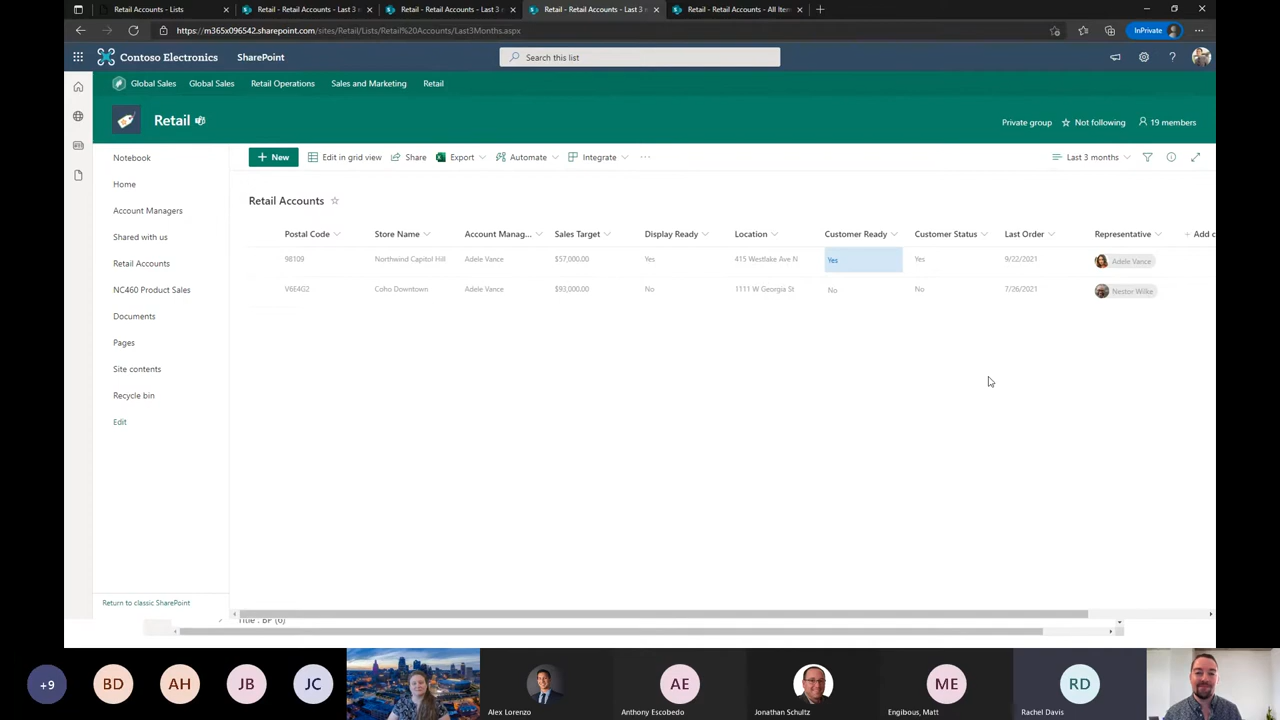 Retail Accounts - Lists
Retail - Retail Accounts - Last 3 m
Retail - Retail Accounts - Last 3 m
Retail - Retail Accounts - Last 3 m
Retail - Retail Accounts - All Item
https://m365x096542.sharepoint.com/sites/Retail/Lists/Retail%20Accounts/Last3Months.aspx
InPrivate
Contoso Electronics
SharePoint
Search this list
Global Sales
Global Sales
Retail Operations
Sales and Marketing
Retail
Retail
Private group
Not following
19 members
Notebook
Home
Account Managers
Shared with us
Retail Accounts
NC460 Product Sales
Documents
Pages
Site contents
Recycle bin
Edit
Return to classic SharePoint
New
Edit in grid view
Share
Export
Automate
Integrate
Last 3 months
Retail Accounts
Postal Code Store Name Account Manag... Sales Target Display Ready Location Customer Ready Customer Status Last Order Representative + Add c
98109 Northwind Capitol Hill Adele Vance $57,000.00 Yes 415 Westlake Ave N Yes Yes 9/22/2021 Adele Vance
V6E4G2 Coho Downtown Adele Vance $93,000.00 No 1111 W Georgia St No No 7/26/2021 Nestor Wilke
Title : BP (6)
+9
BD
AH
JB
JC
Alex Lorenzo
AE
Anthony Escobedo
Jonathan Schultz
ME
Engibous, Matt
RD
Rachel Davis